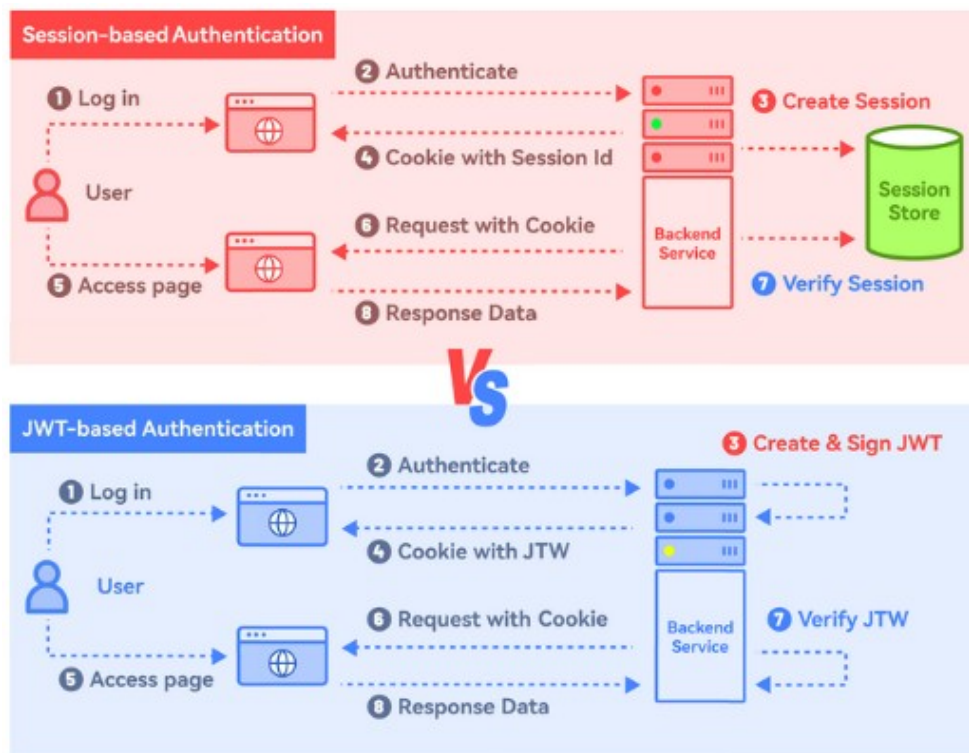 Session-based Authentication
❶ Log in
❷ Authenticate
❸ Create Session
❹ Cookie with Session Id
User
Session
Store
❻ Request with Cookie
Backend
Service
❺ Access page
❼ Verify Session
❽ Response Data
VS
JWT-based Authentication
❸ Create & Sign JWT
❷ Authenticate
❶ Log in
❹ Cookie with JTW
User
❻ Request with Cookie
❼ Verify JTW
Backend
Service
❺ Access page
❽ Response Data